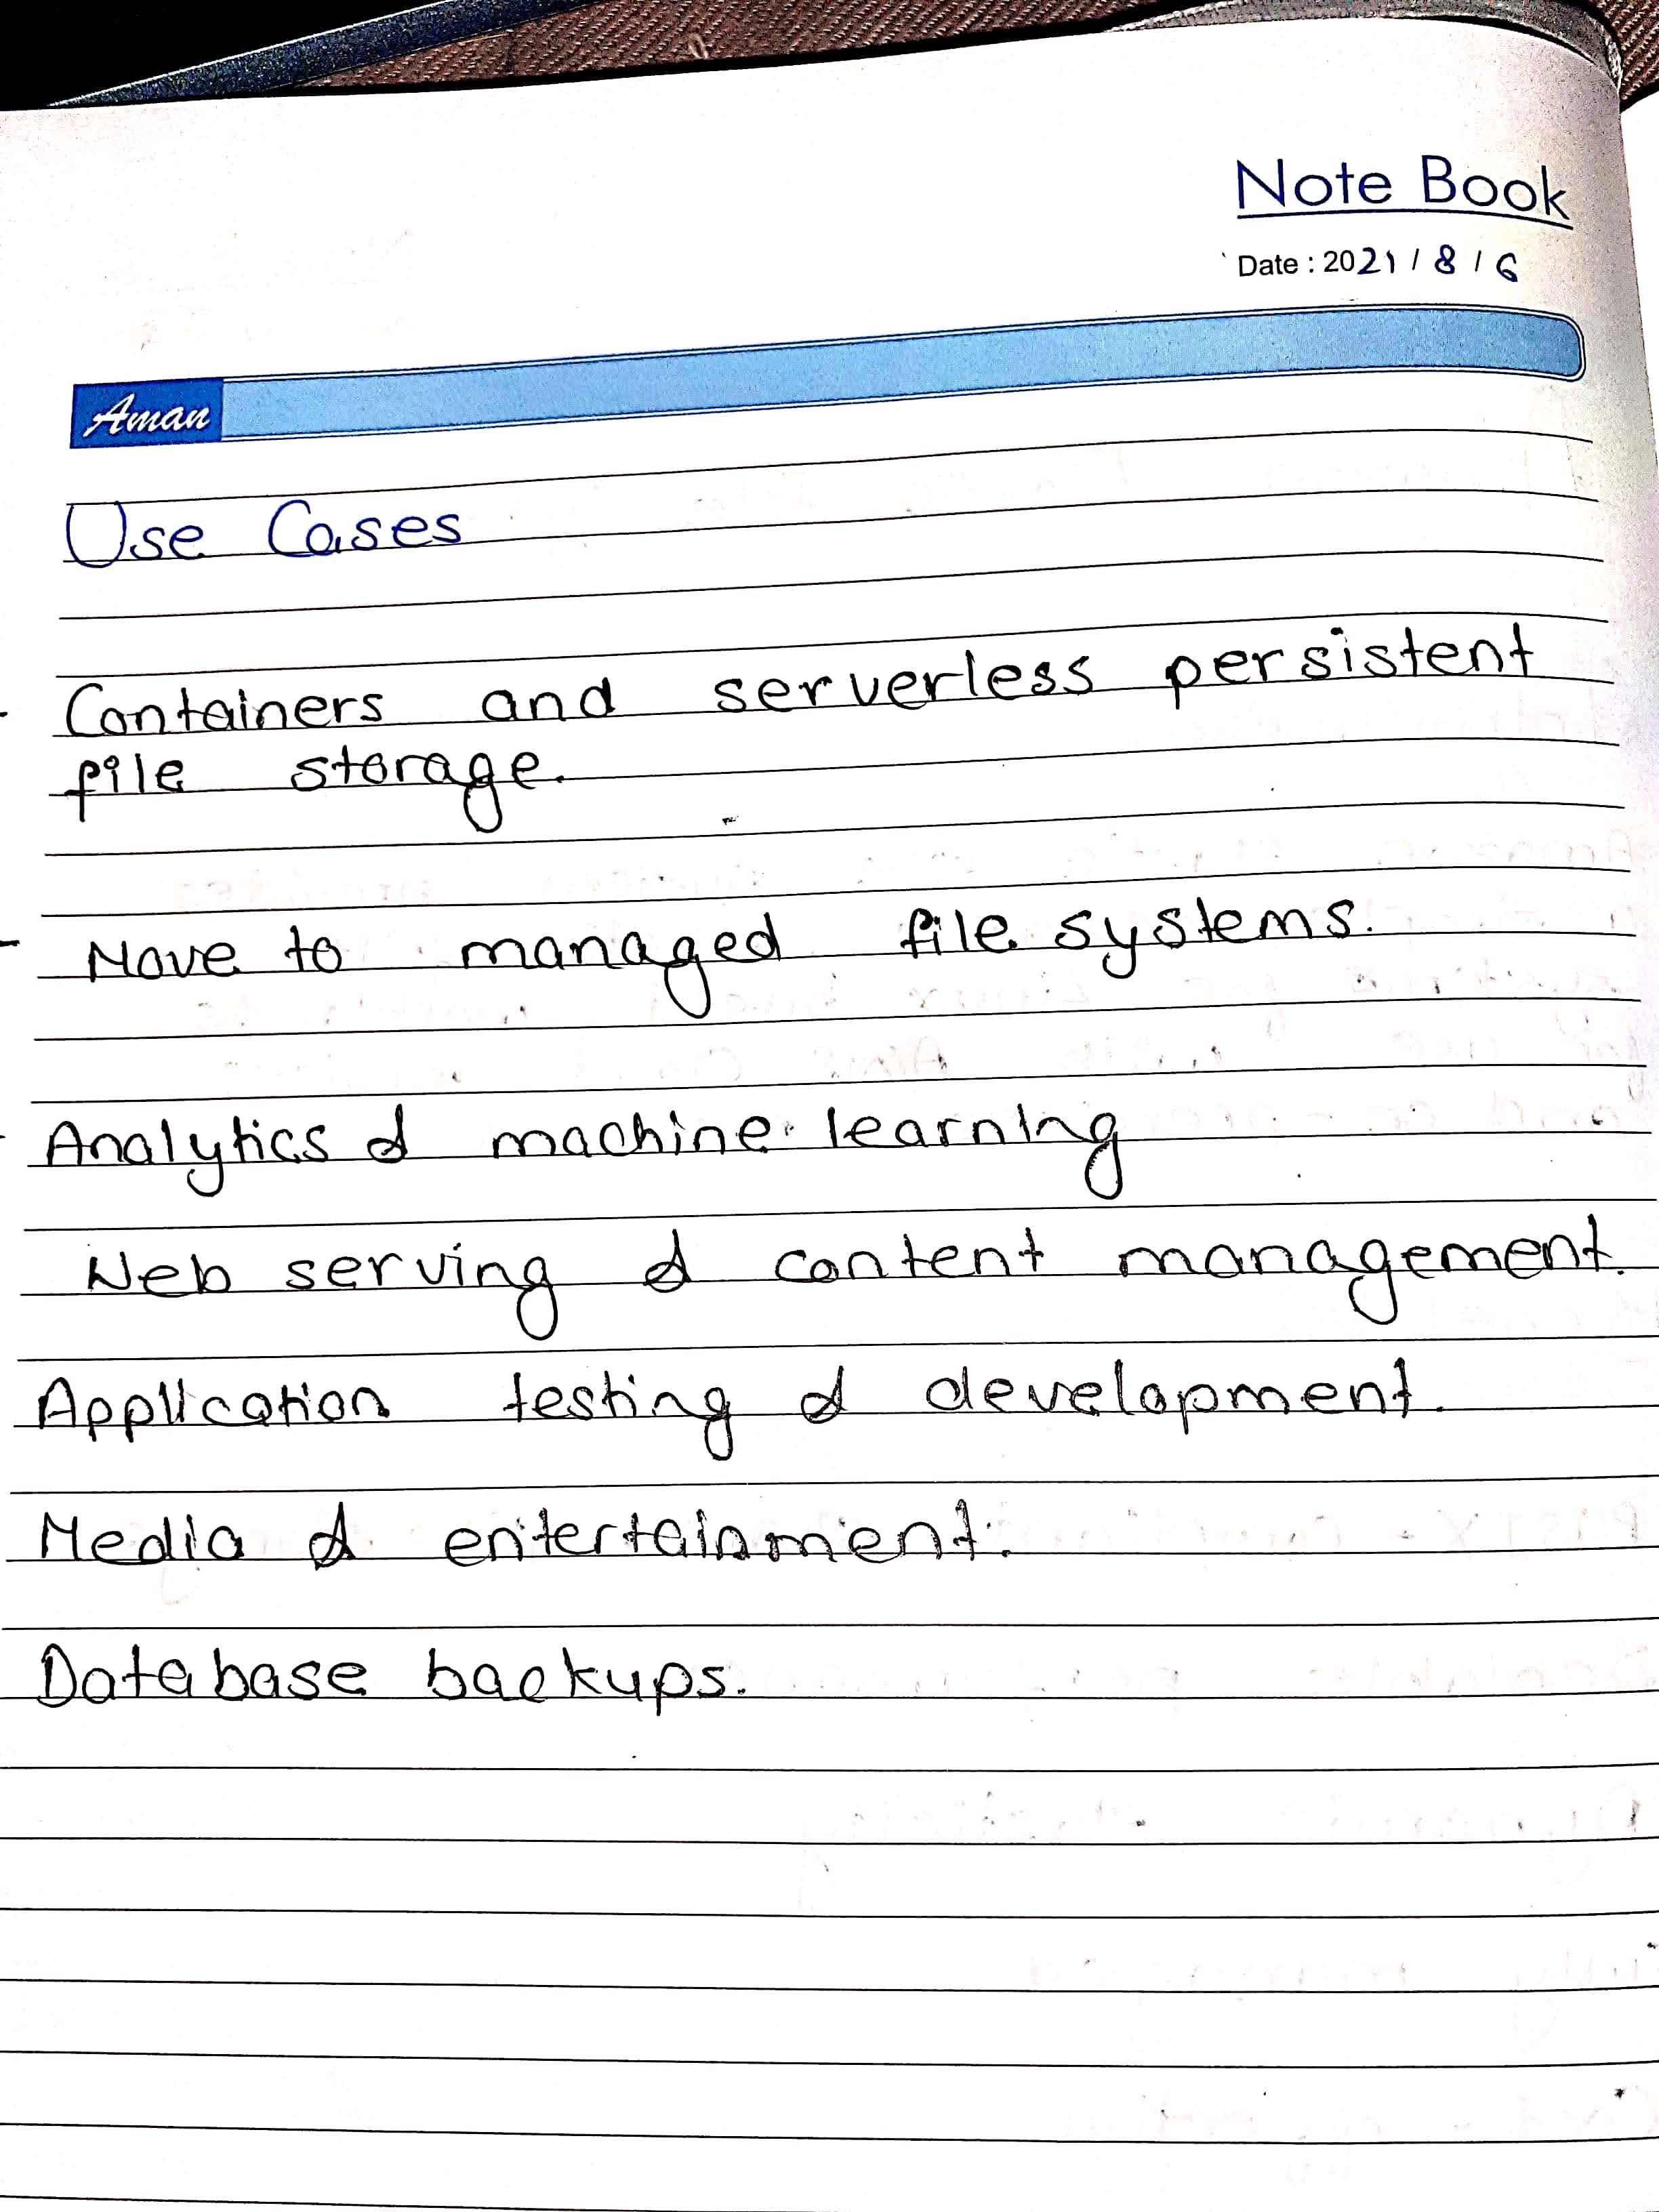 Note Book
Date : 2021 / 8 / 6
Aman
Use Cases
- Containers and serverless persistent
file storage.
- Move to managed file systems.
- Analytics & machine learning
Web serving & content management.
Application testing & development.
Media & entertainment.
Database backups.